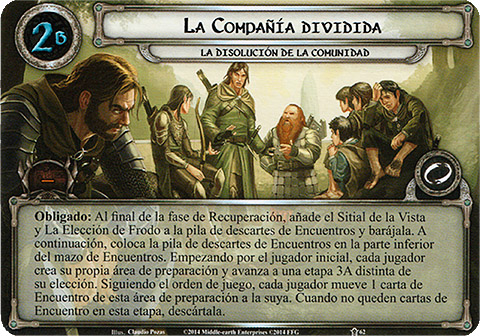 2B
La Compañía dividida
La disolución de la Comunidad
Obligado: Al final de la fase de Recuperación, añade el Sitial de la Vista
y La Elección de Frodo a la pila de descartes de Encuentros y barájala. A
continuación, coloca la pila de descartes de Encuentros en la parte inferior
del mazo de Encuentros. Empezando por el jugador inicial, cada jugador
crea su propia área de preparación y avanza a una etapa 3A distinta de
su elección. Siguiendo el orden de juego, cada jugador mueve 1 carta de
Encuentro de esta área de preparación a la suya. Cuando no queden cartas de
Encuentro en esta etapa, descártala.
Illus. Claudio Pozas ©2014 Middle-earth Enterprises ©2014 FFG 62